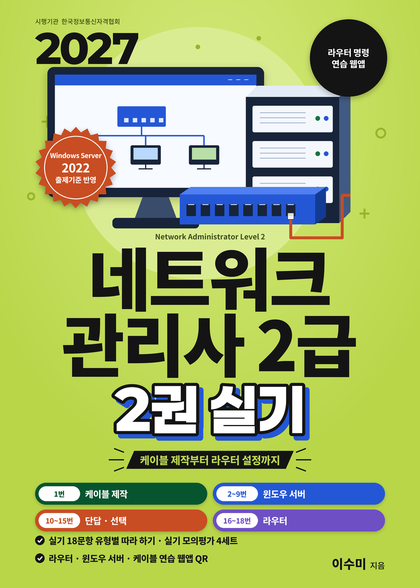 시행기관 한국정보통신자격협회
2027
라우터 명령
연습 웹앱
Windows Server
2022
출제기준 반영
Network Administrator Level 2
네트워크
관리사 2급
2권 실기
케이블 제작부터 라우터 설정까지
1번 케이블 제작
2~9번 윈도우 서버
10~15번 단답·선택
16~18번 라우터
실기 18문항 유형별 따라 하기 · 실기 모의평가 4세트
라우터 · 윈도우 서버 · 케이블 연습 웹앱 QR
이수미 지음